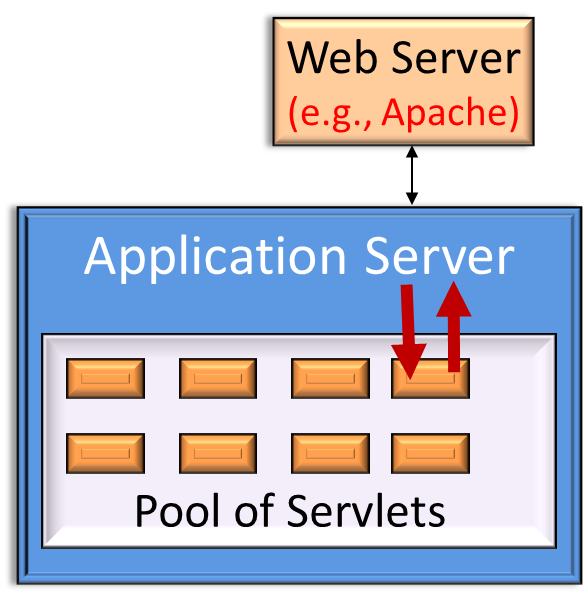 Web Server
(e.g., Apache)
Application Server
Pool of Servlets